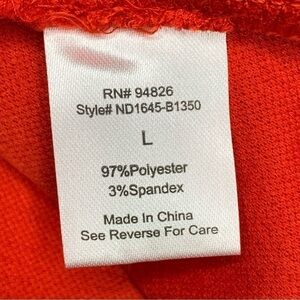 RN# 94826
Style# ND1645-B1350
L
97%Polyester
3%Spandex
Made In China
See Reverse For Care